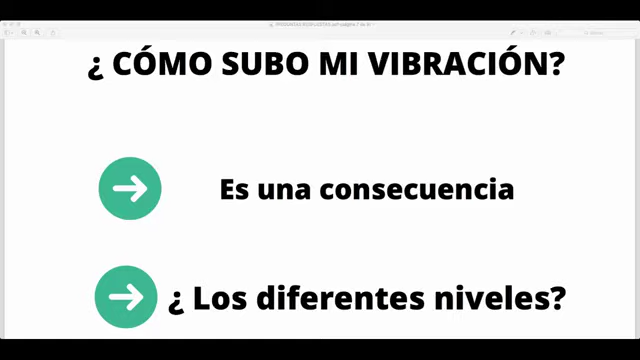 ¿ CÓMO SUBO MI VIBRACIÓN?
Es una consecuencia
¿ Los diferentes niveles?